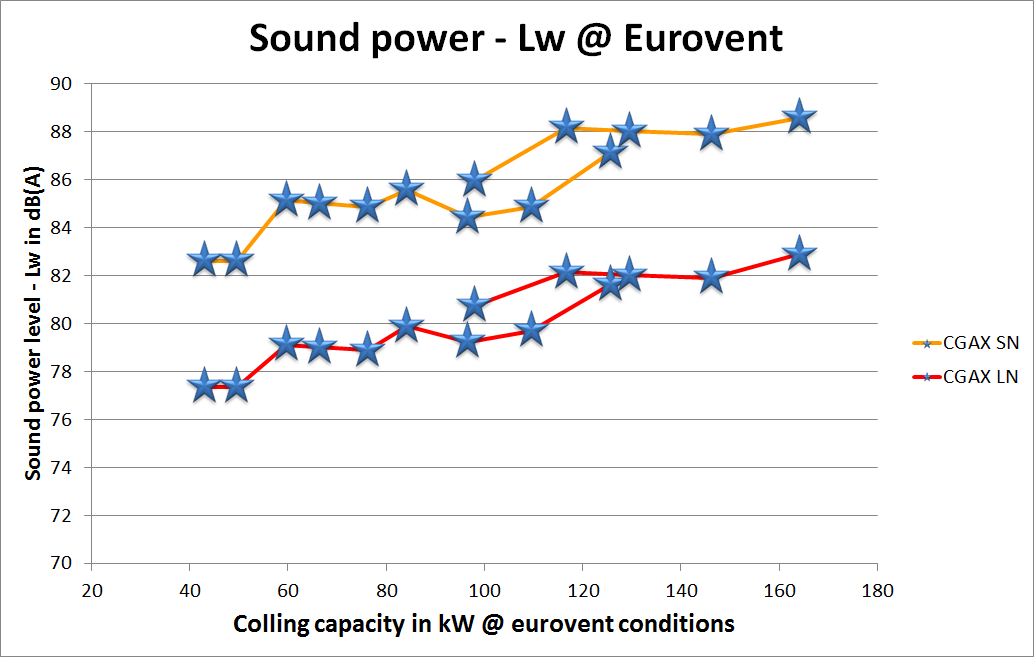 Sound power - Lw @ Eurovent
Sound power level - Lw in dB(A)
90
88
86
84
82
80
78
76
74
72
70
20 40 60 80 100 120 140 160 180
Colling capacity in kW @ eurovent conditions
CGAX SN
CGAX LN